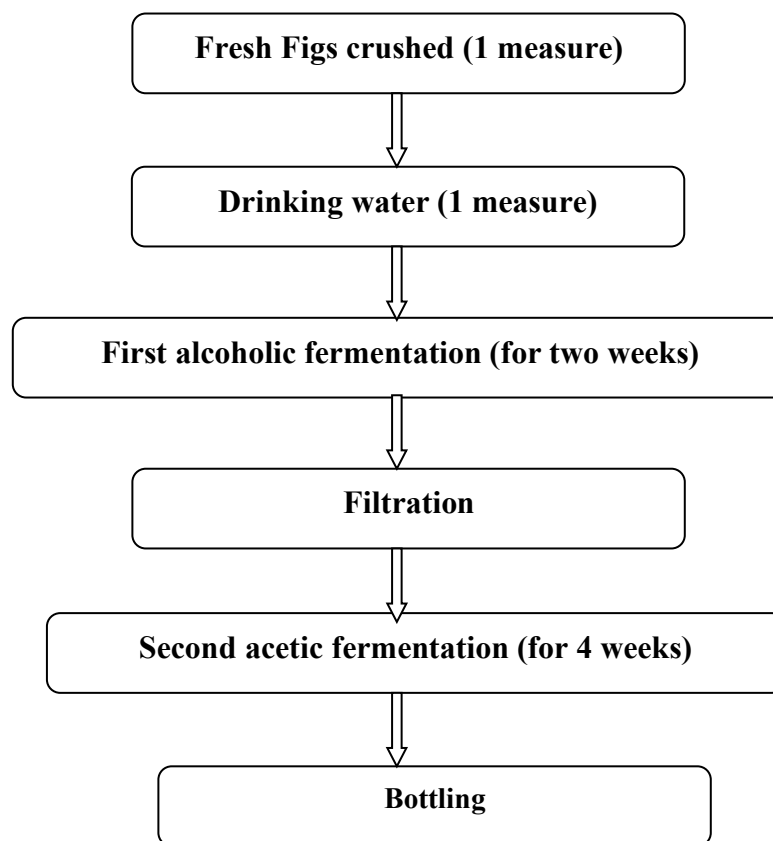 Fresh Figs crushed (1 measure)
Drinking water (1 measure)
First alcoholic fermentation (for two weeks)
Filtration
Second acetic fermentation (for 4 weeks)
Bottling